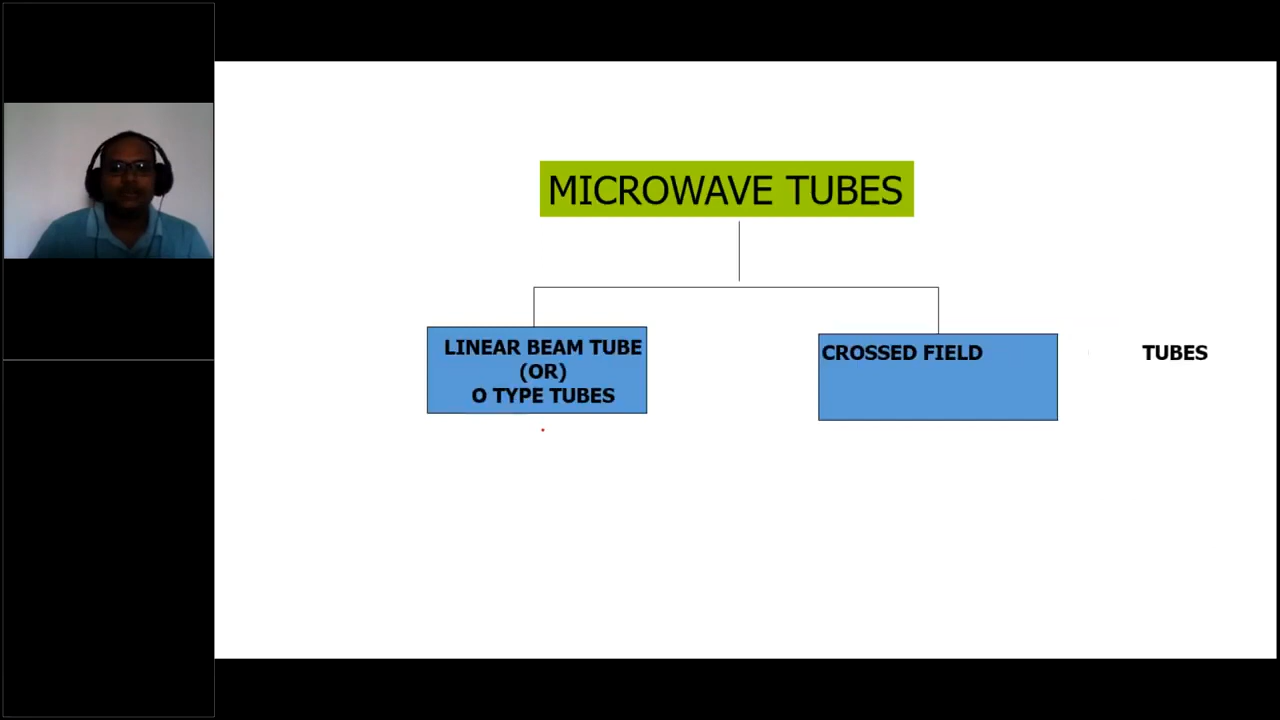 MICROWAVE TUBES
LINEAR BEAM TUBE
(OR)
O TYPE TUBES
CROSSED FIELD TUBES